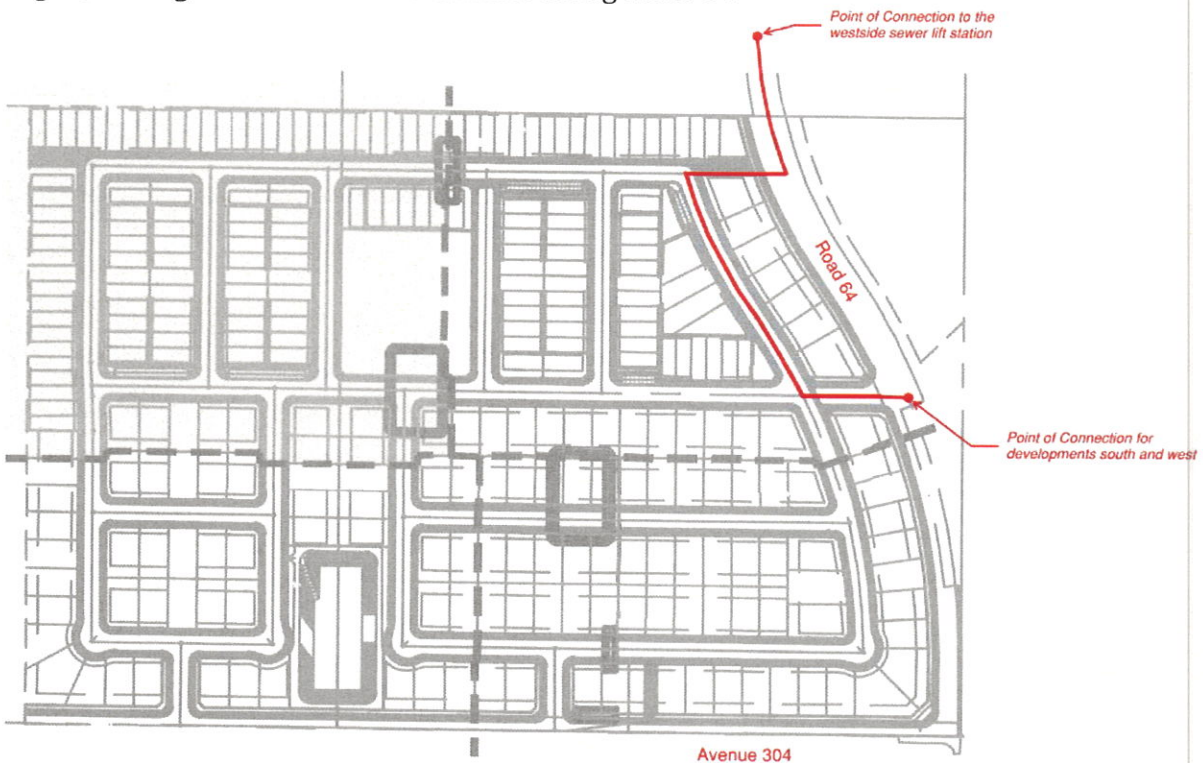 Point of Connection to the
westside sewer lift station
Road 64
Point of Connection for
developments south and west
Avenue 304